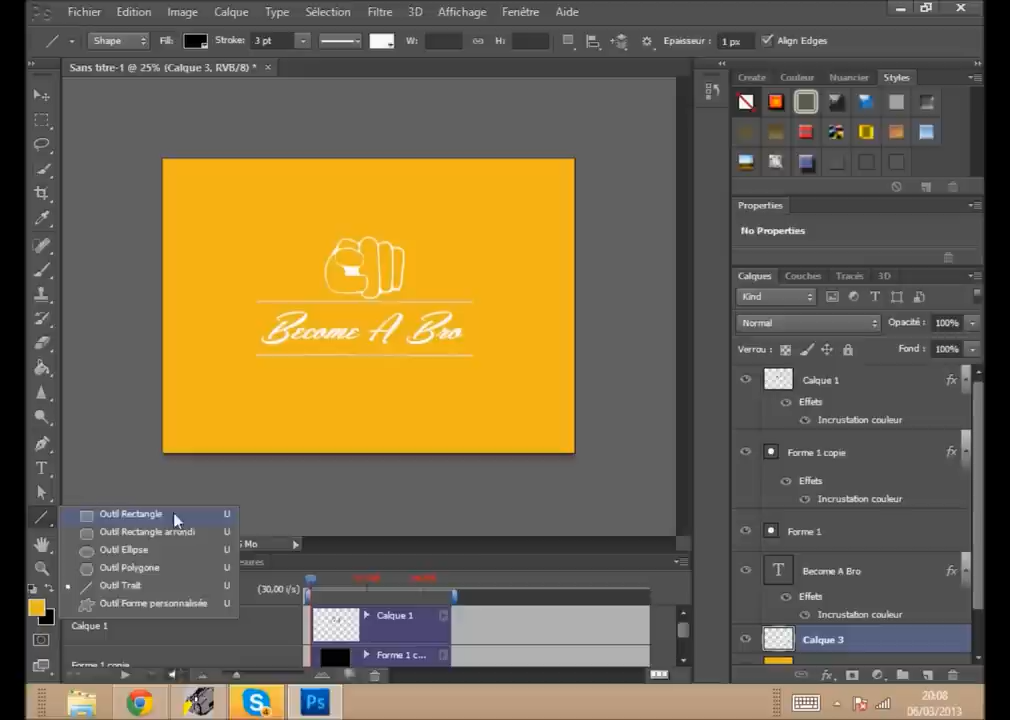 Fichier Edition Image Calque Type Sélection Filtre 3D Affichage Fenêtre Aide
Shape Fill: Stroke: 3 pt W: H: Epaisseur : 1 px Align Edges
Sans titre-1 @ 25% (Calque 3, RVB/8) * ×
Create Couleur Nuancier Styles
Properties
No Properties
Calques Couches Tracés 3D
Kind
Normal Opacité : 100%
Verrou : Fond : 100%
Calque 1 fx
Effets
Incrustation couleur
Forme 1 copie fx
Effets
Incrustation couleur
Forme 1
T Become A Bro fx
Effets
Incrustation couleur
Calque 3
Become A Bro
Outil Rectangle U
Outil Rectangle arrondi U
Outil Ellipse U
Outil Polygone U
Outil Trait U
Outil Forme personnalisée U
Mo
esures
(30,00 i/s)
Calque 1
Calque 1
Forme 1 copie
Forme 1 c...
Ps
20:08
06/03/2013